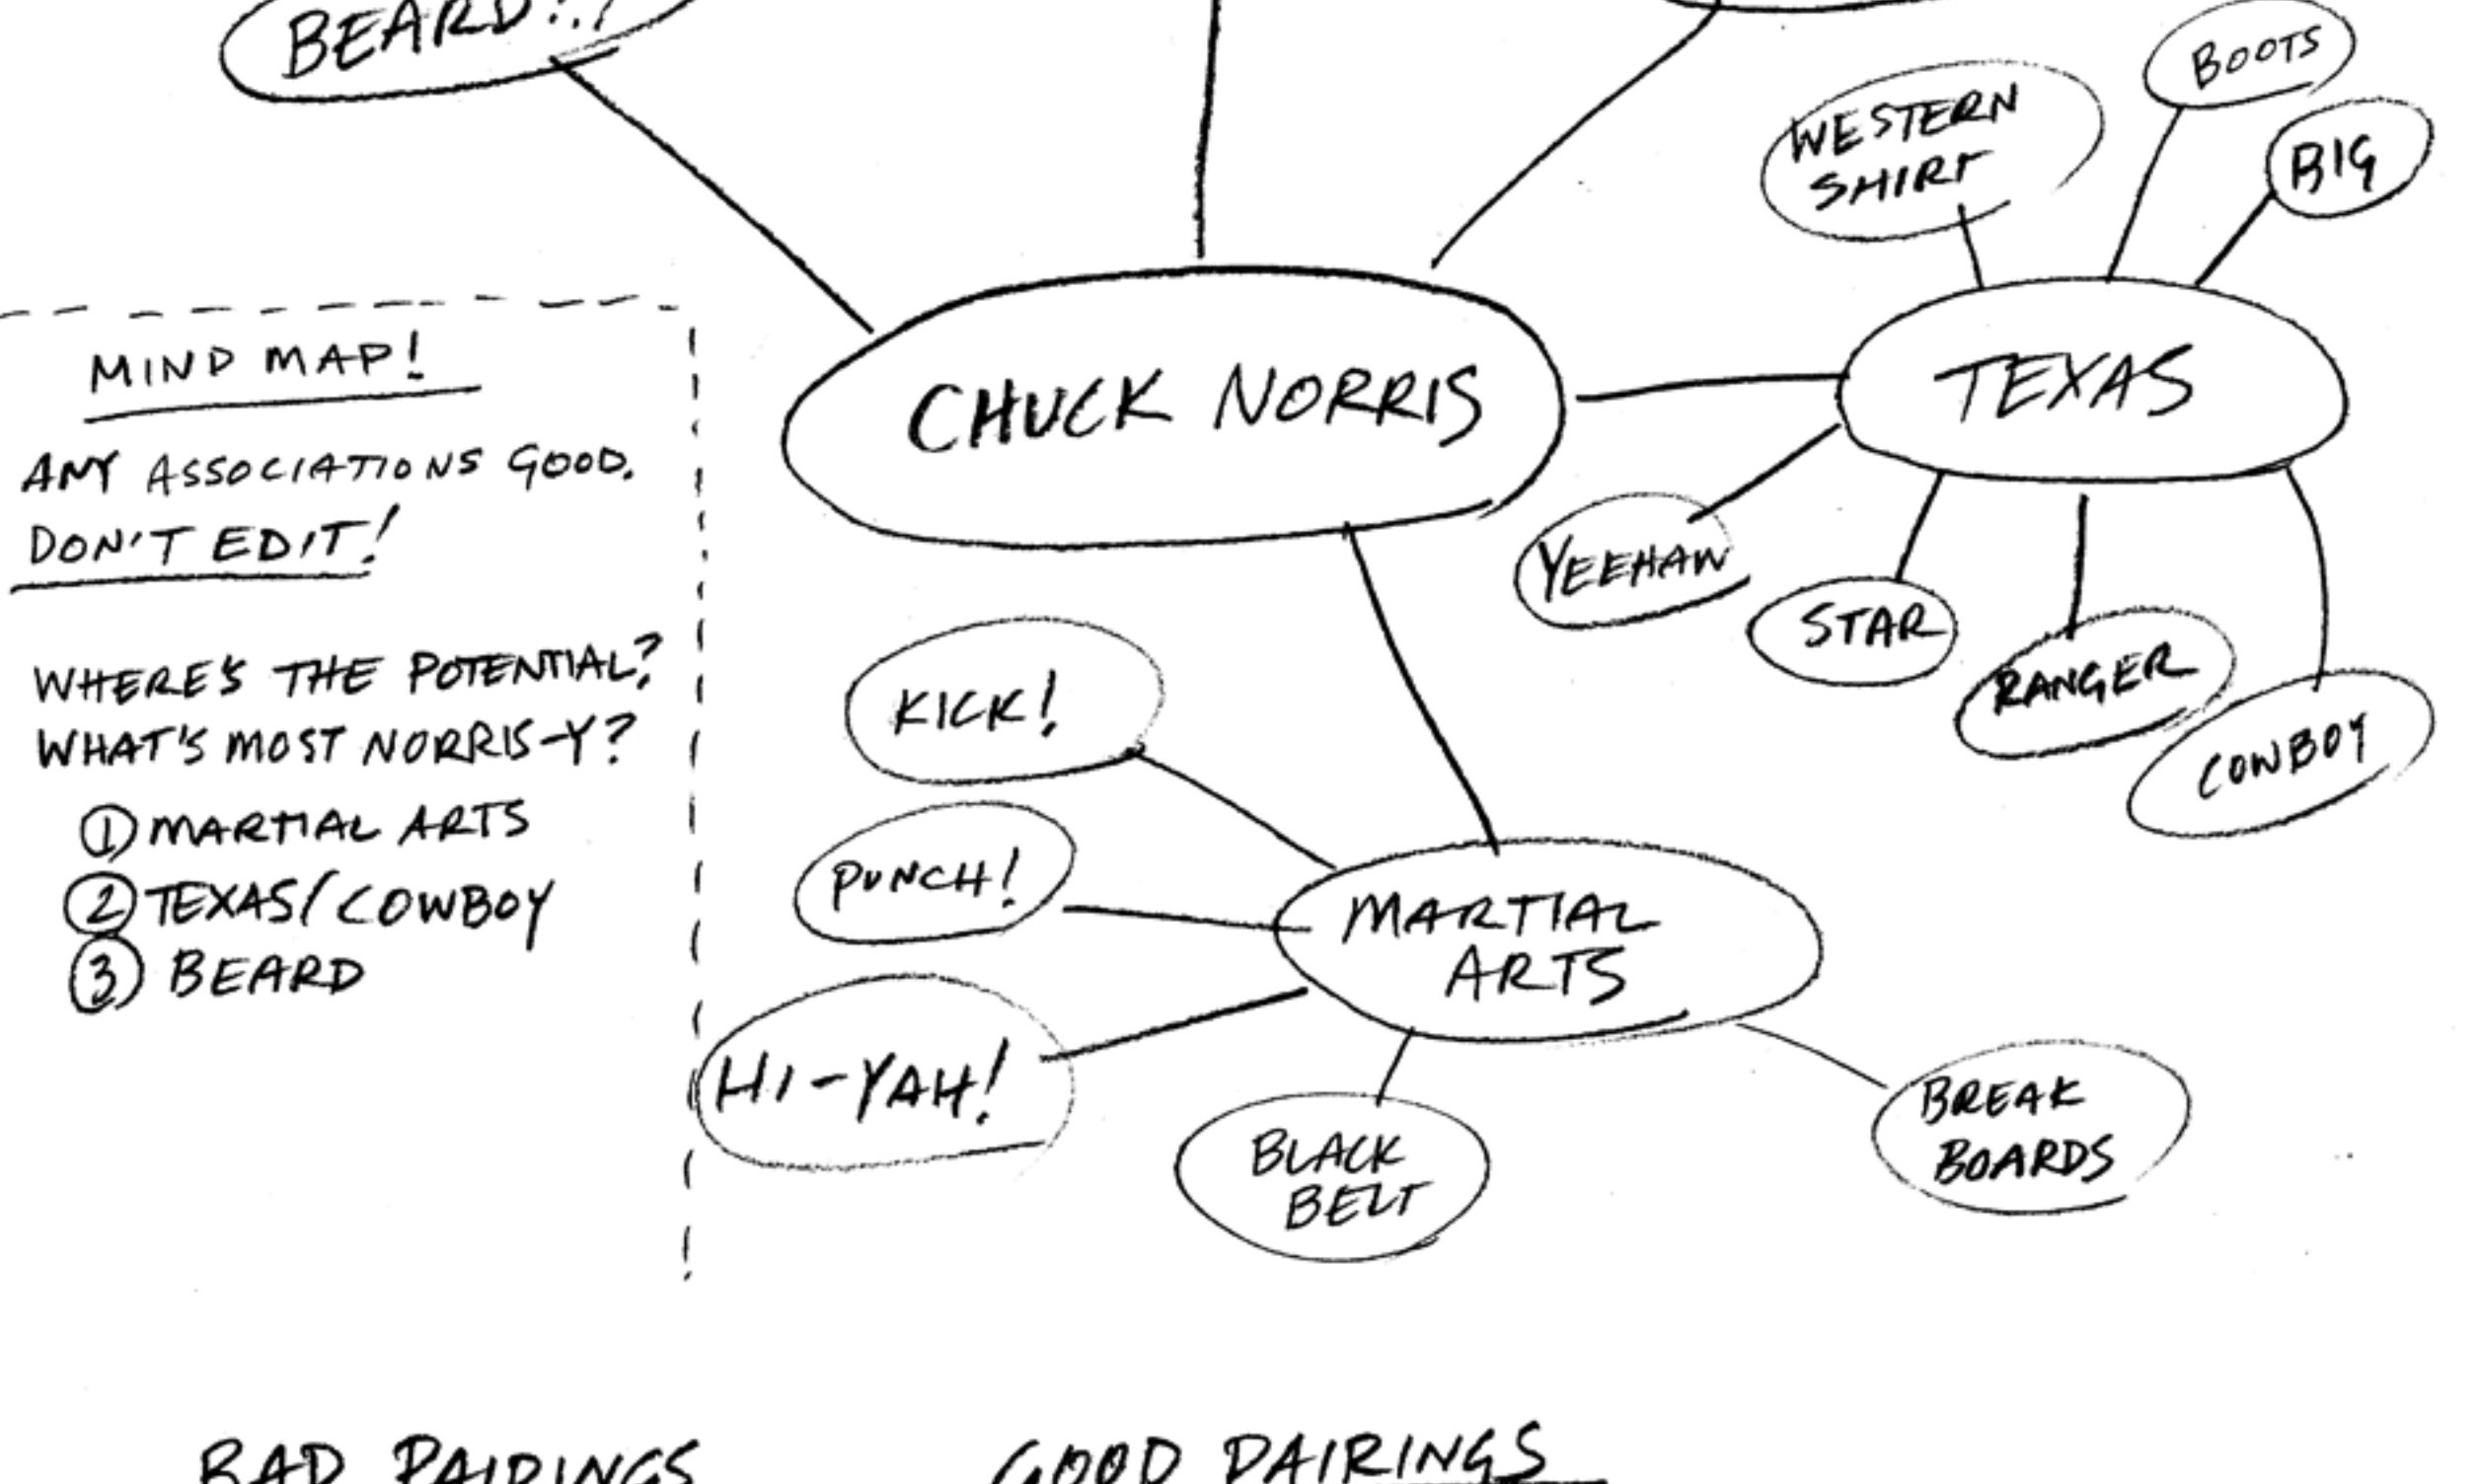 BEARD!!
BOOTS
WESTERN
SHIRT
BIG
MIND MAP!
ANY ASSOCIATIONS GOOD.
DON'T EDIT!
WHERE'S THE POTENTIAL?
WHAT'S MOST NORRIS-Y?
① MARTIAL ARTS
② TEXAS/COWBOY
③ BEARD
CHUCK NORRIS
TEXAS
YEEHAW
STAR
RANGER
COWBOY
KICK!
PUNCH!
HI-YAH!
MARTIAL
ARTS
BLACK
BELT
BREAK
BOARDS
BAD PAIRINGS
GOOD PAIRINGS